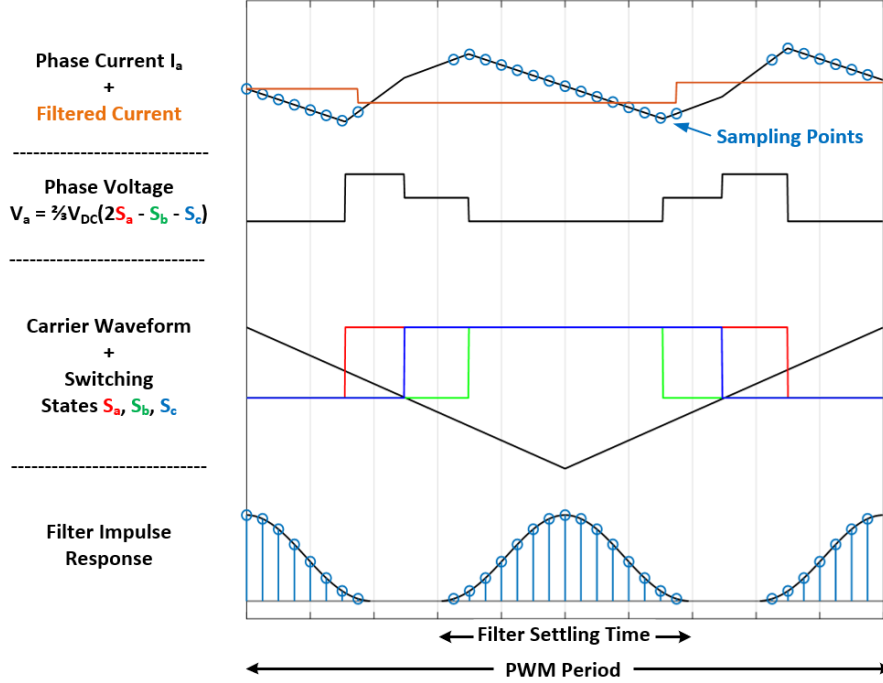 Phase Current Iₐ
+
Filtered Current
Sampling Points
Phase Voltage
Vₐ = ⅔V_DC(2Sₐ - S_b - S_c)
Carrier Waveform
+
Switching
States Sₐ, S_b, S_c
Filter Impulse
Response
Filter Settling Time
PWM Period